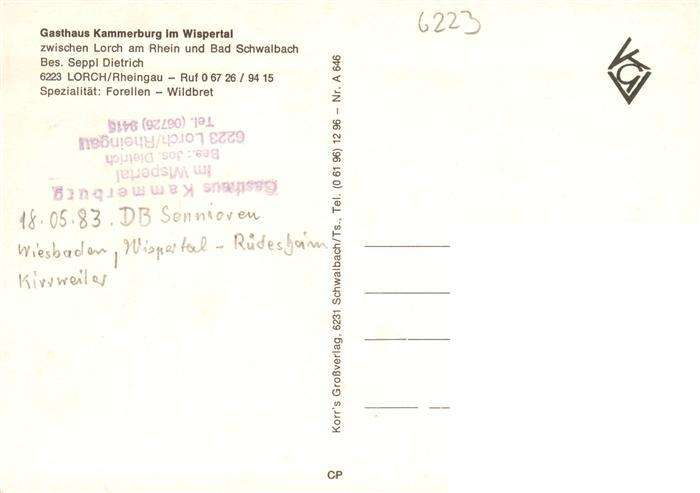 Gasthaus Kammerburg im Wispertal
zwischen Lorch am Rhein und Bad Schwalbach
Bes. Seppl Dietrich
6223 LORCH/Rheingau – Ruf 0 67 26 / 94 15
Spezialität: Forellen – Wildbret
6223
KGV
Gasthaus Kammerburg
im Wispertal
Bes.: Jos. Dietrich
6223 Lorch/Rheingau
Tel. (06726) 9415
18.05.83. DB Sennioren
Wiesbaden, Wispertal – Rüdesheim
Kirrweiler
Korr's Großverlag, 6231 Schwalbach/Ts., Tel. (0 61 96) 12 96 – Nr. A 646
CP